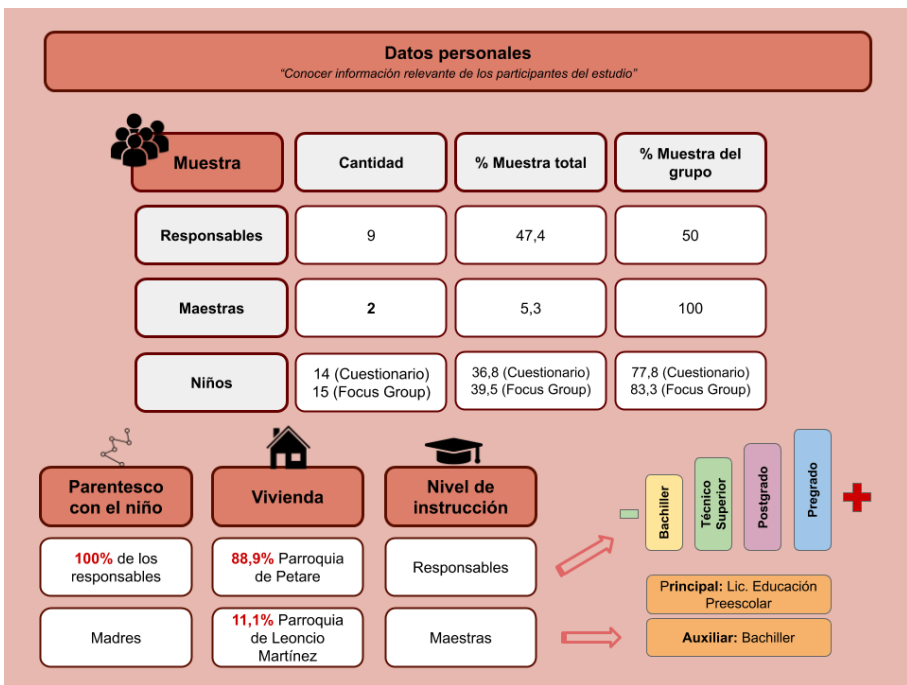 Datos personales
“Conocer información relevante de los participantes del estudio”
Muestra
Cantidad
% Muestra total
% Muestra del
grupo
Responsables
9
47,4
50
Maestras
2
5,3
100
Niños
14 (Cuestionario)
15 (Focus Group)
36,8 (Cuestionario)
39,5 (Focus Group)
77,8 (Cuestionario)
83,3 (Focus Group)
Parentesco
con el niño
Vivienda
Nivel de
instrucción
100% de los
responsables
88,9% Parroquia
de Petare
Responsables
Madres
11,1% Parroquia
de Leoncio
Martínez
Maestras
Bachiller
Técnico
Superior
Postgrado
Pregrado
Principal: Lic. Educación
Preescolar
Auxiliar: Bachiller